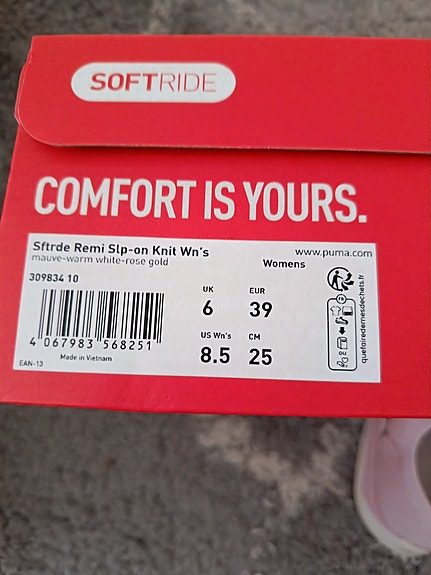 SOFTRIDE
COMFORT IS YOURS.
Sftrde Remi Slp-on Knit Wn's
www.puma.com
mauve-warm white-rose gold
Womens
309834 10
UK
EUR
6
39
US Wn's
CM
8.5
25
4 067983 568251
EAN-13
Made in Vietnam
quefairedemesdechets.fr